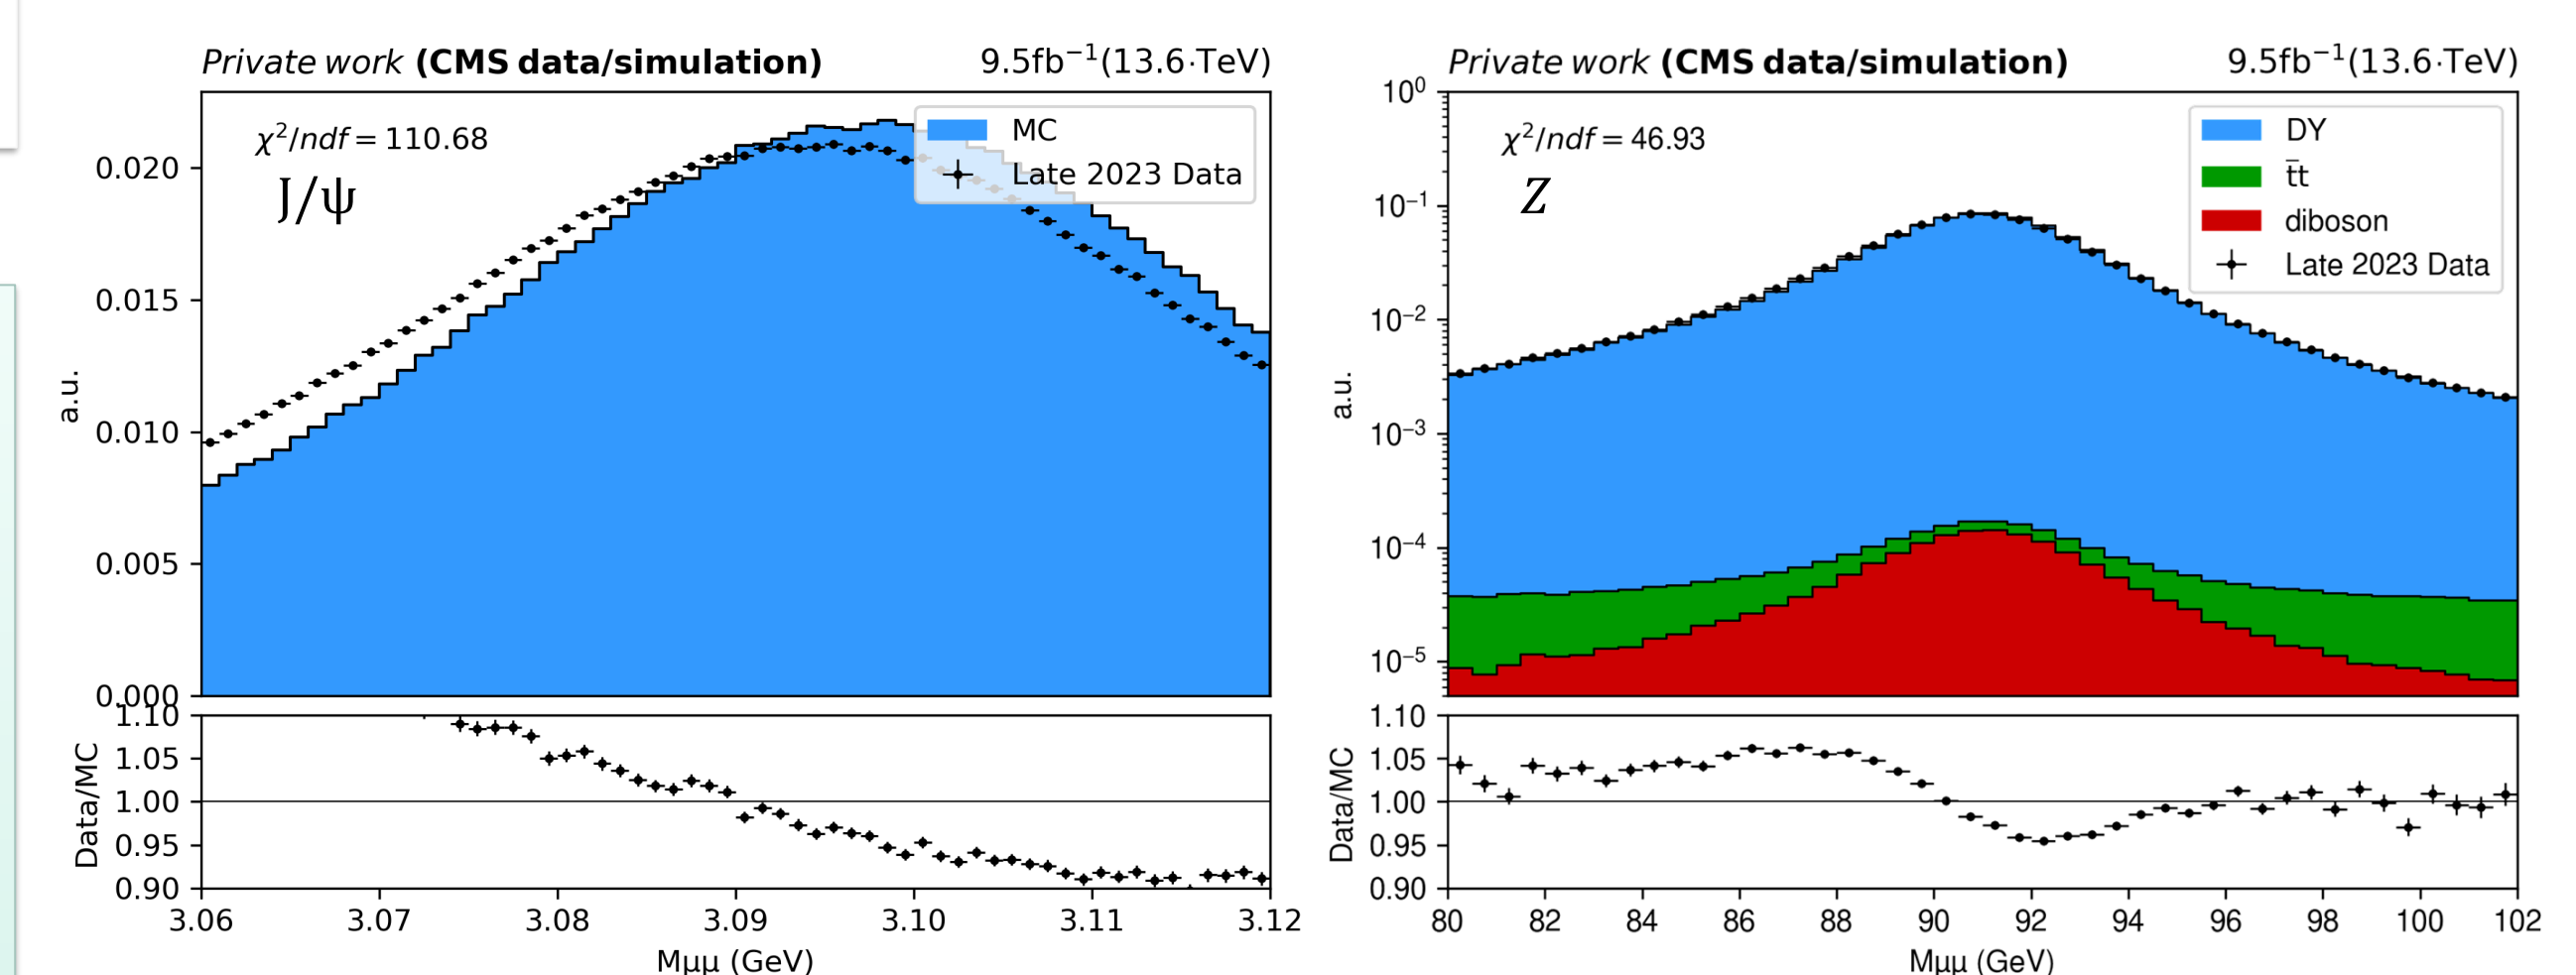 Private work (CMS data/simulation) 9.5fb⁻¹(13.6·TeV)
χ²/ndf = 110.68
J/ψ
MC
Late 2023 Data
0.020
0.015
0.010
0.005
0.000
a.u.
1.10
1.05
1.00
0.95
0.90
Data/MC
3.06 3.07 3.08 3.09 3.10 3.11 3.12
Mμμ (GeV)
Private work (CMS data/simulation) 9.5fb⁻¹(13.6·TeV)
χ²/ndf = 46.93
Z
DY
t̄t
diboson
Late 2023 Data
10⁰
10⁻¹
10⁻²
10⁻³
10⁻⁴
10⁻⁵
a.u.
1.10
1.05
1.00
0.95
0.90
Data/MC
80 82 84 86 88 90 92 94 96 98 100 102
Mμμ (GeV)